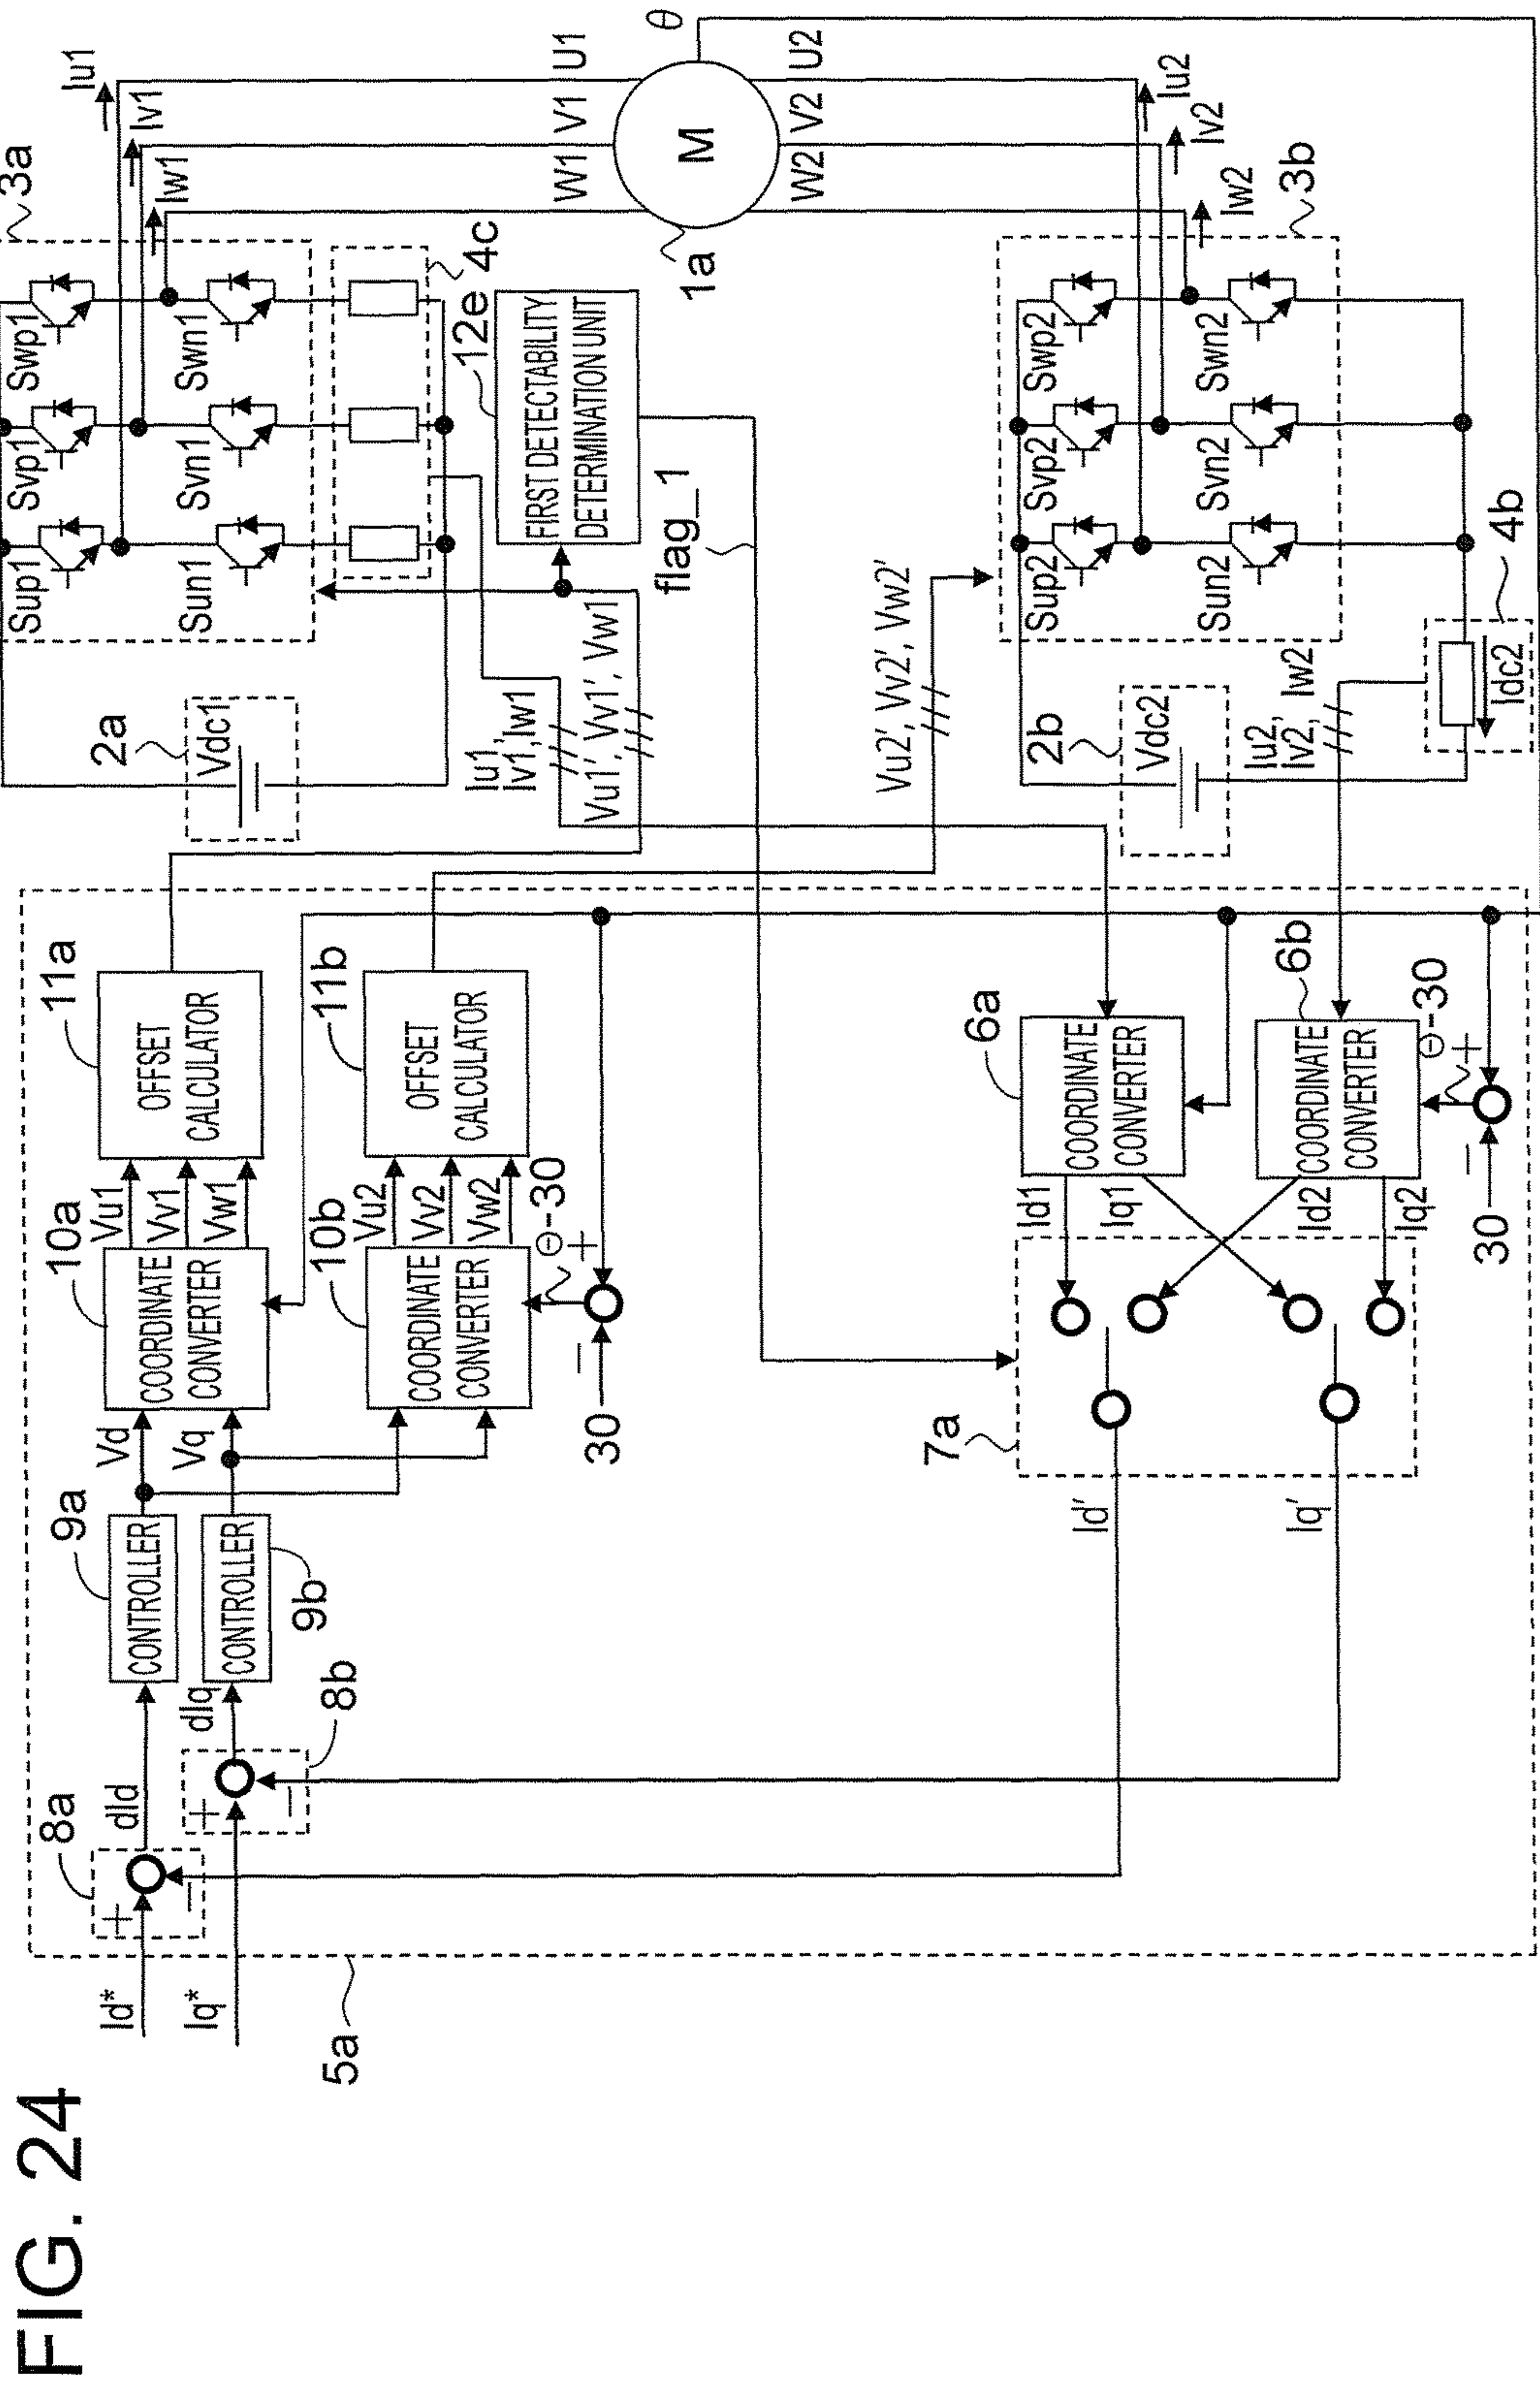 FIG. 24
Id*
Iq*
5a
8a
+
−
dId
8b
+
−
dIq
9a
CONTROLLER
9b
CONTROLLER
Vd
Vq
10a
COORDINATE
CONVERTER
Vu1
Vv1
Vw1
11a
OFFSET
CALCULATOR
10b
COORDINATE
CONVERTER
Vu2
Vv2
Vw2
11b
OFFSET
CALCULATOR
Θ-30
+
−
30
7a
Id'
Iq'
Id1
Iq1
Id2
Iq2
6a
COORDINATE
CONVERTER
6b
COORDINATE
CONVERTER
Θ-30
+
−
30
2a
Vdc1
Iu1,
Iv1,Iw1
Vu1', Vv1', Vw1'
flag_1
Vu2', Vv2', Vw2'
2b
Vdc2
Iu2,
Iv2, Iw2
4b
Idc2
3a
Sup1
Svp1
Swp1
Sun1
Svn1
Swn1
4c
12e
FIRST DETECTABILITY
DETERMINATION UNIT
Iu1
Iv1
Iw1
U1
V1
W1
M
θ
1a
U2
V2
W2
Iu2
Iv2
Iw2
3b
Sup2
Svp2
Swp2
Sun2
Svn2
Swn2